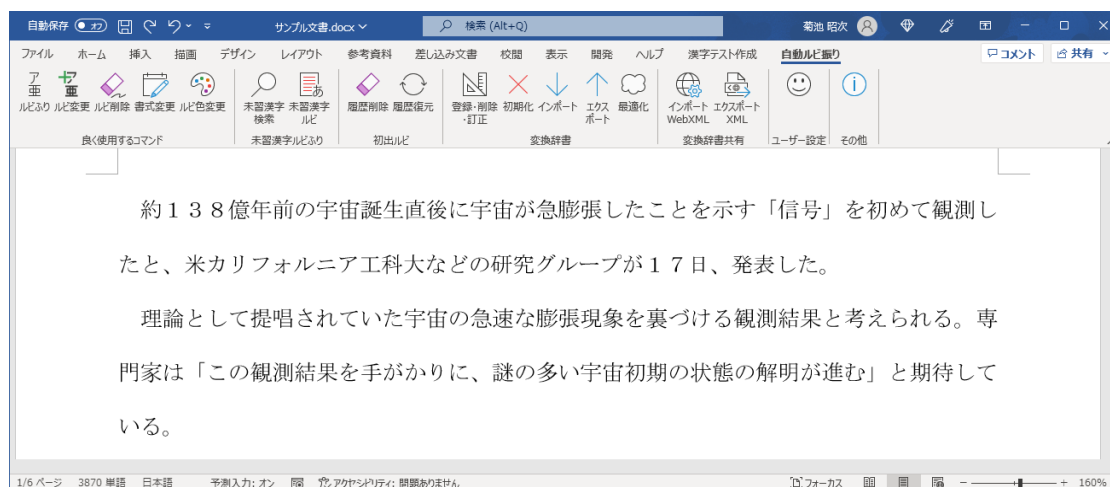 自動保存 オフ サンプル文書.docx 検索 (Alt+Q) 菊池 昭次
ファイル ホーム 挿入 描画 デザイン レイアウト 参考資料 差し込み文書 校閲 表示 開発 ヘルプ 漢字テスト作成 自動ルビ振り コメント 共有
ルビふり ルビ変更 ルビ削除 書式変更 ルビ色変更 未習漢字 未習漢字 履歴削除 履歴復元 登録・削除 初期化 インポート エクス 最適化 インポート エクスポート
検索 ルビ ・訂正 ポート WebXML XML
良く使用するコマンド 未習漢字ルビふり 初出ルビ 変換辞書 変換辞書共有 ユーザー設定 その他
約138億年前の宇宙誕生直後に宇宙が急膨張したことを示す「信号」を初めて観測し
たと、米カリフォルニア工科大などの研究グループが17日、発表した。
理論として提唱されていた宇宙の急速な膨張現象を裏づける観測結果と考えられる。専
門家は「この観測結果を手がかりに、謎の多い宇宙初期の状態の解明が進む」と期待して
いる。
1/6 ページ 3870 単語 日本語 予測入力: オン アクセシビリティ: 問題ありません フォーカス 160%